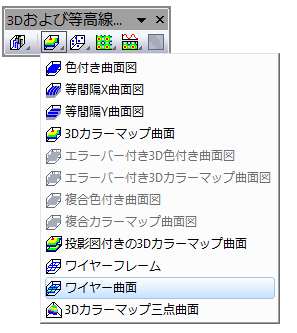 3Dおよび等高線...
色付き曲面図
等間隔X曲面図
等間隔Y曲面図
3Dカラーマップ曲面
エラーバー付き3D色付き曲面図
エラーバー付き3Dカラーマップ曲面図
複合色付き曲面図
複合カラーマップ曲面図
投影図付きの3Dカラーマップ曲面
ワイヤーフレーム
ワイヤー曲面
3Dカラーマップ三点曲面